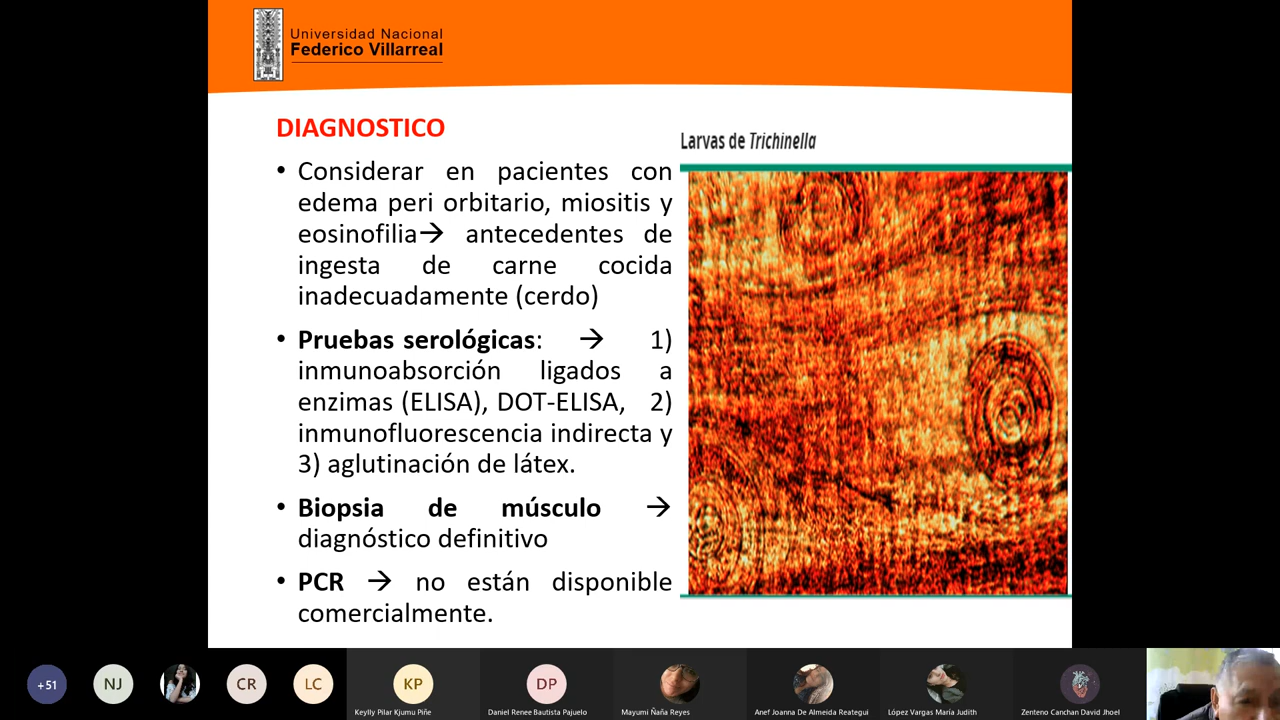 Universidad Nacional
Federico Villarreal
DIAGNOSTICO
• Considerar en pacientes con
edema peri orbitario, miositis y
eosinofilia→ antecedentes de
ingesta de carne cocida
inadecuadamente (cerdo)
• Pruebas serológicas: → 1)
inmunoabsorción ligados a
enzimas (ELISA), DOT-ELISA, 2)
inmunofluorescencia indirecta y
3) aglutinación de látex.
• Biopsia de músculo →
diagnóstico definitivo
• PCR → no están disponible
comercialmente.
Larvas de Trichinella
+51 NJ CR LC KP DP
Keylly Pilar Kjumu Piñe Daniel Renee Bautista Pajuelo Mayumi Ñaña Reyes Anef Joanna De Almeida Reategui López Vargas María Judith Zenteno Canchan David Jhoel